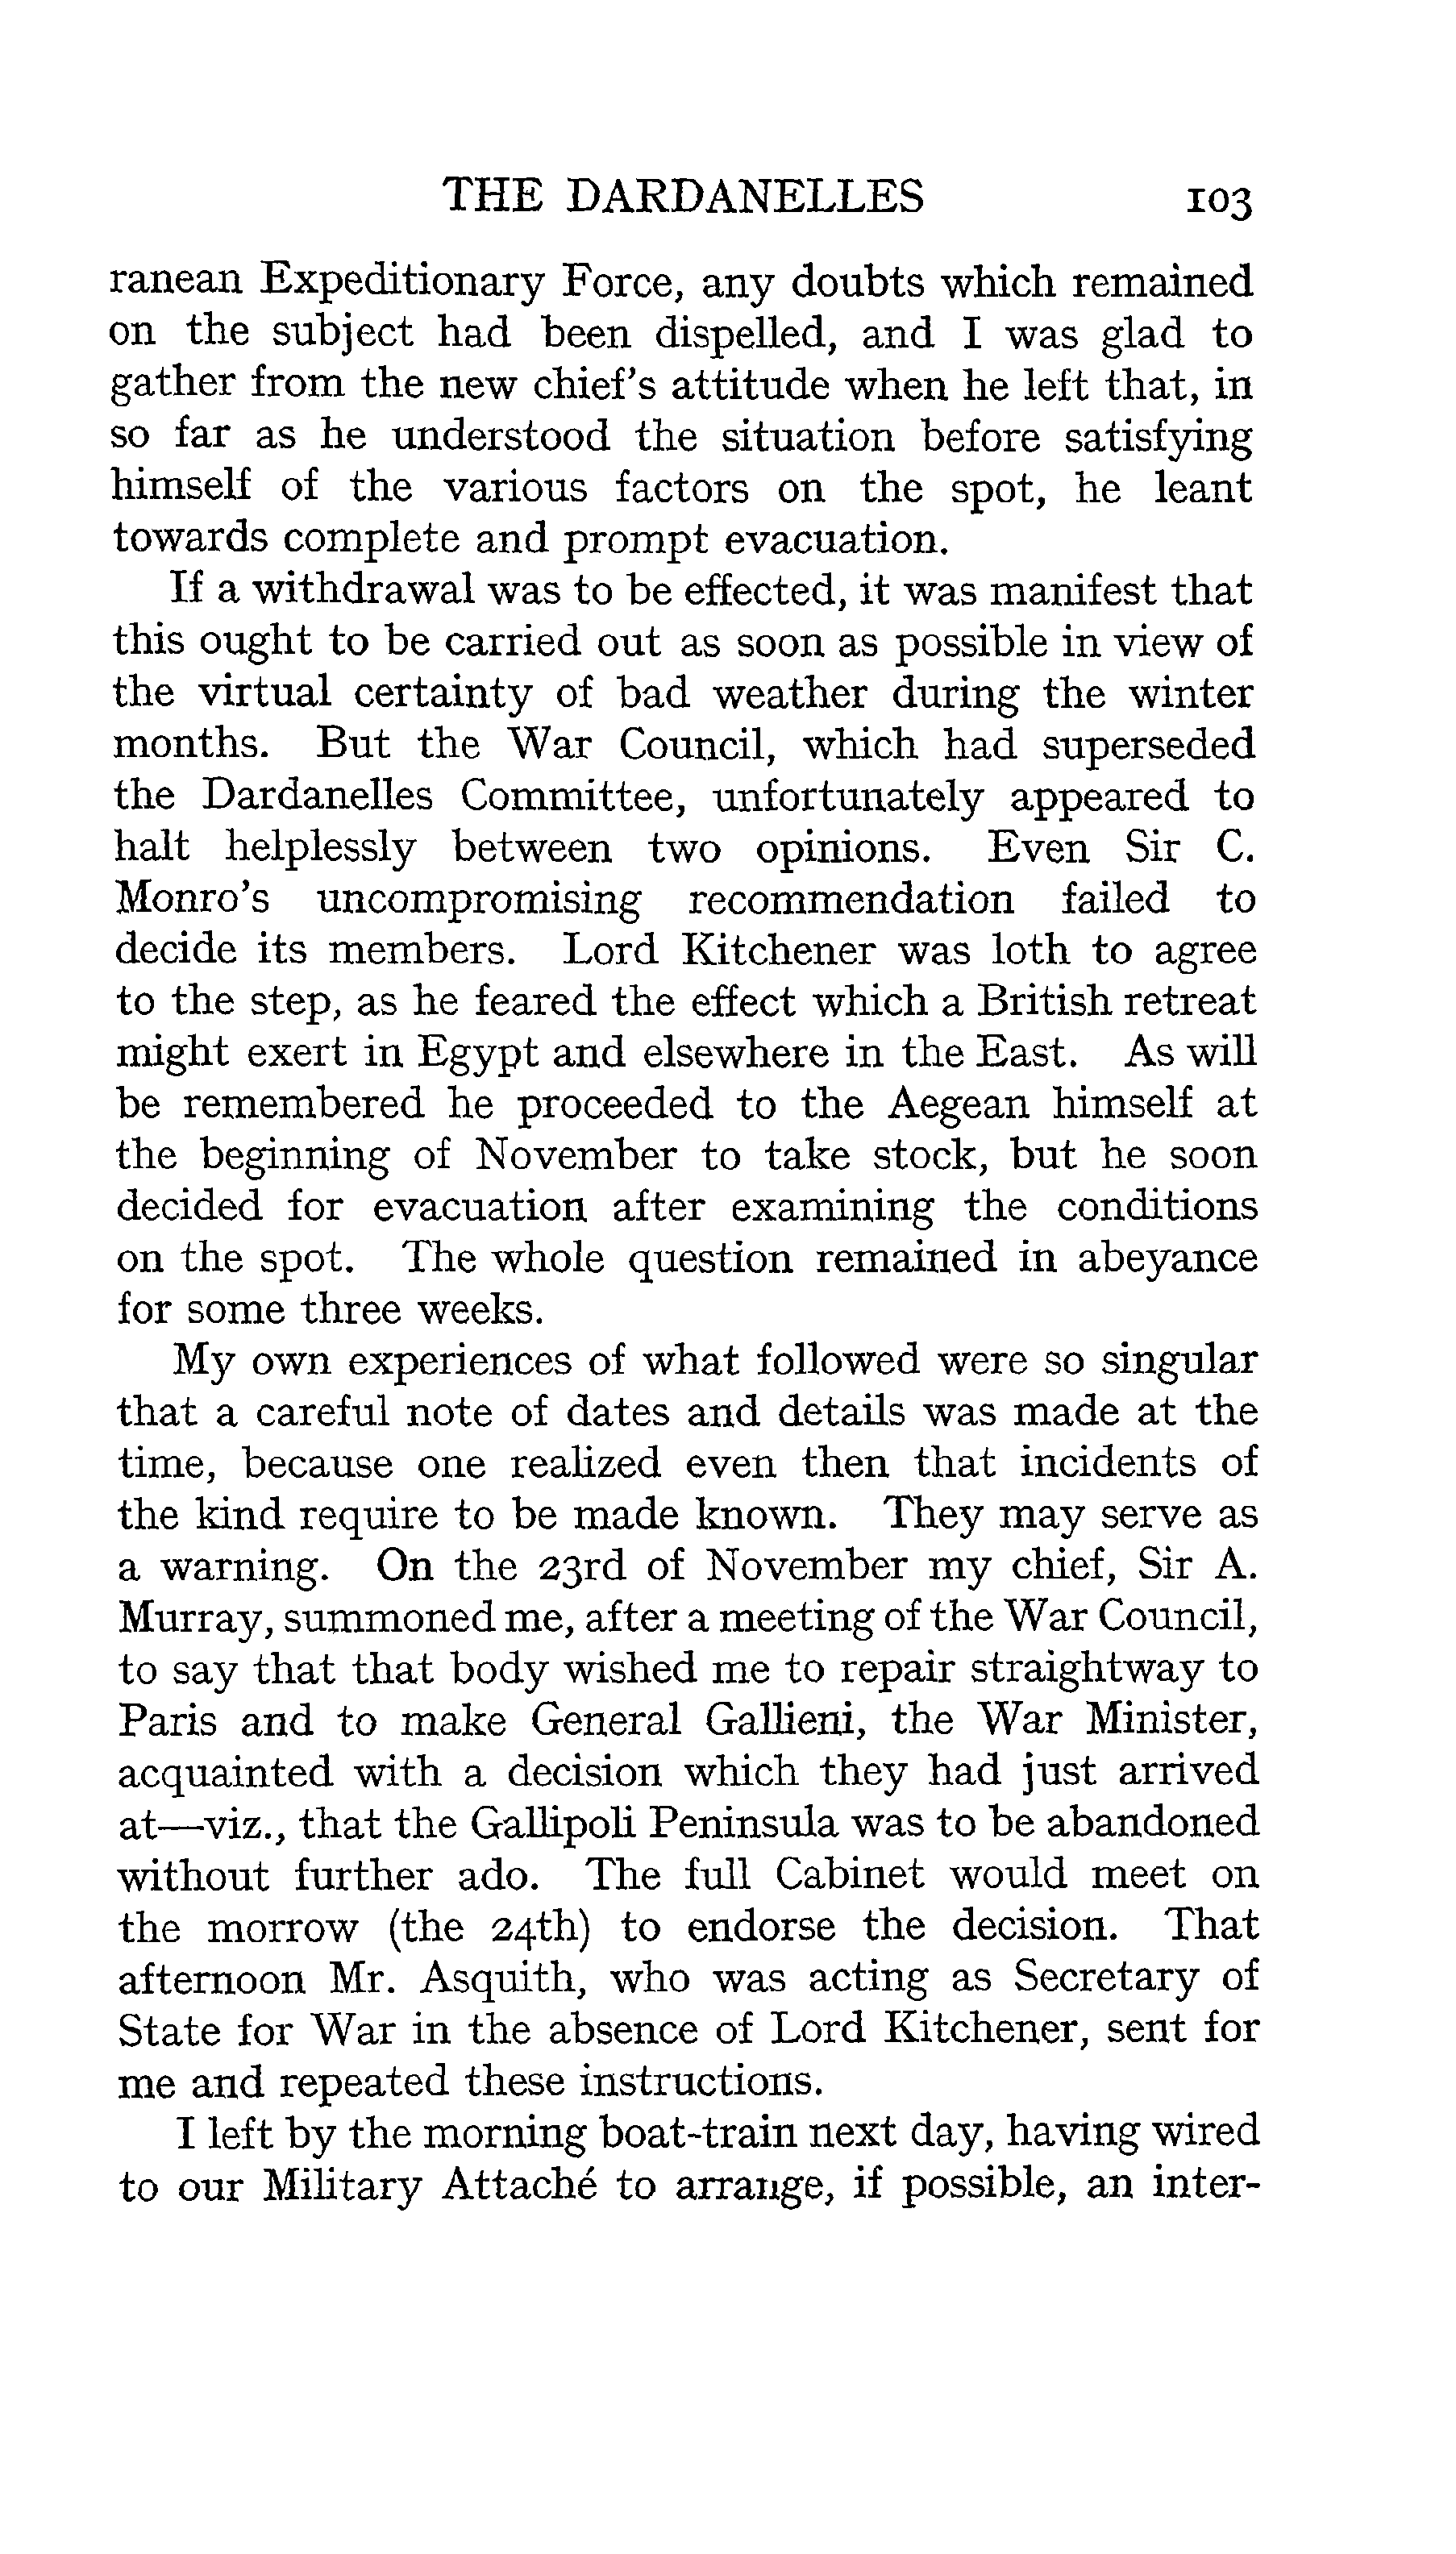 THE DARDANELLES 103
ranean Expeditionary Force, any doubts which remained
on the subject had been dispelled, and I was glad to
gather from the new chief's attitude when he left that, in
so far as he understood the situation before satisfying
himself of the various factors on the spot, he leant
towards complete and prompt evacuation.
If a withdrawal was to be effected, it was manifest that
this ought to be carried out as soon as possible in view of
the virtual certainty of bad weather during the winter
months. But the War Council, which had superseded
the Dardanelles Committee, unfortunately appeared to
halt helplessly between two opinions. Even Sir C.
Monro's uncompromising recommendation failed to
decide its members. Lord Kitchener was loth to agree
to the step, as he feared the effect which a British retreat
might exert in Egypt and elsewhere in the East. As will
be remembered he proceeded to the Aegean himself at
the beginning of November to take stock, but he soon
decided for evacuation after examining the conditions
on the spot. The whole question remained in abeyance
for some three weeks.
My own experiences of what followed were so singular
that a careful note of dates and details was made at the
time, because one realized even then that incidents of
the kind require to be made known. They may serve as
a warning. On the 23rd of November my chief, Sir A.
Murray, summoned me, after a meeting of the War Council,
to say that that body wished me to repair straightway to
Paris and to make General Gallieni, the War Minister,
acquainted with a decision which they had just arrived
at—viz., that the Gallipoli Peninsula was to be abandoned
without further ado. The full Cabinet would meet on
the morrow (the 24th) to endorse the decision. That
afternoon Mr. Asquith, who was acting as Secretary of
State for War in the absence of Lord Kitchener, sent for
me and repeated these instructions.
I left by the morning boat-train next day, having wired
to our Military Attaché to arrange, if possible, an inter-